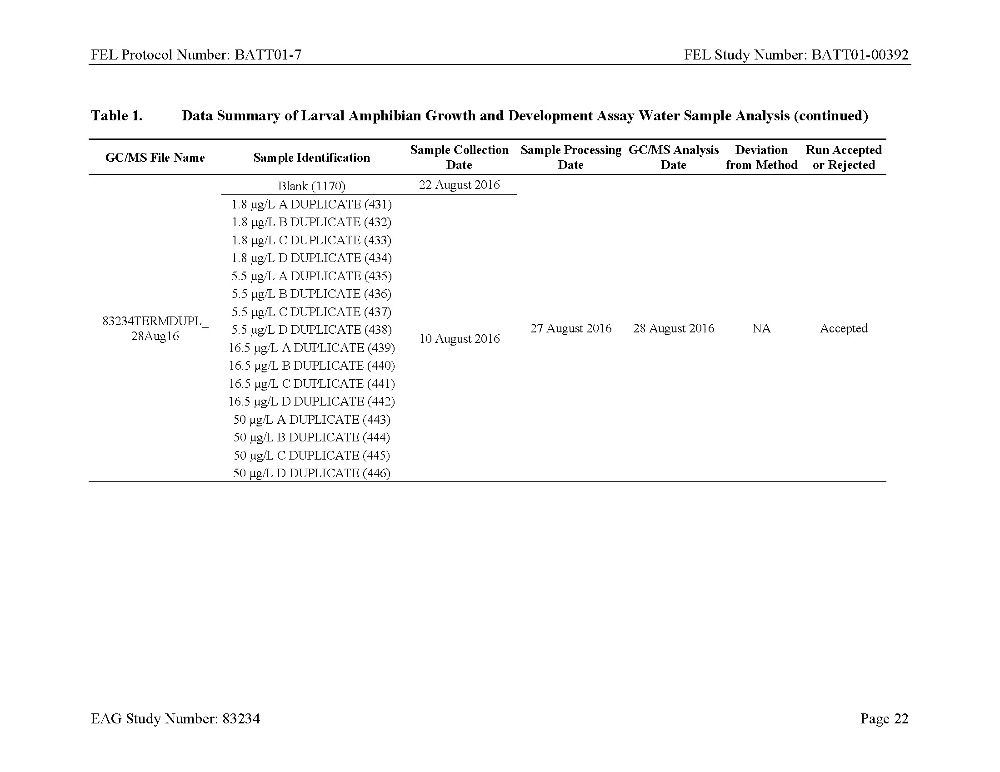 FEL Protocol Number: BATT01-7 FEL Study Number: BATT01-00392
Table 1. Data Summary of Larval Amphibian Growth and Development Assay Water Sample Analysis (continued)
GC/MS File Name Sample Identification Sample Collection Date Sample Processing Date GC/MS Analysis Date Deviation from Method Run Accepted or Rejected
Blank (1170) 22 August 2016
1.8 µg/L A DUPLICATE (431)
1.8 µg/L B DUPLICATE (432)
1.8 µg/L C DUPLICATE (433)
1.8 µg/L D DUPLICATE (434)
5.5 µg/L A DUPLICATE (435)
5.5 µg/L B DUPLICATE (436)
5.5 µg/L C DUPLICATE (437)
83234TERMDUPL_
28Aug16
5.5 µg/L D DUPLICATE (438)
10 August 2016 27 August 2016 28 August 2016 NA Accepted
16.5 µg/L A DUPLICATE (439)
16.5 µg/L B DUPLICATE (440)
16.5 µg/L C DUPLICATE (441)
16.5 µg/L D DUPLICATE (442)
50 µg/L A DUPLICATE (443)
50 µg/L B DUPLICATE (444)
50 µg/L C DUPLICATE (445)
50 µg/L D DUPLICATE (446)
EAG Study Number: 83234 Page 22